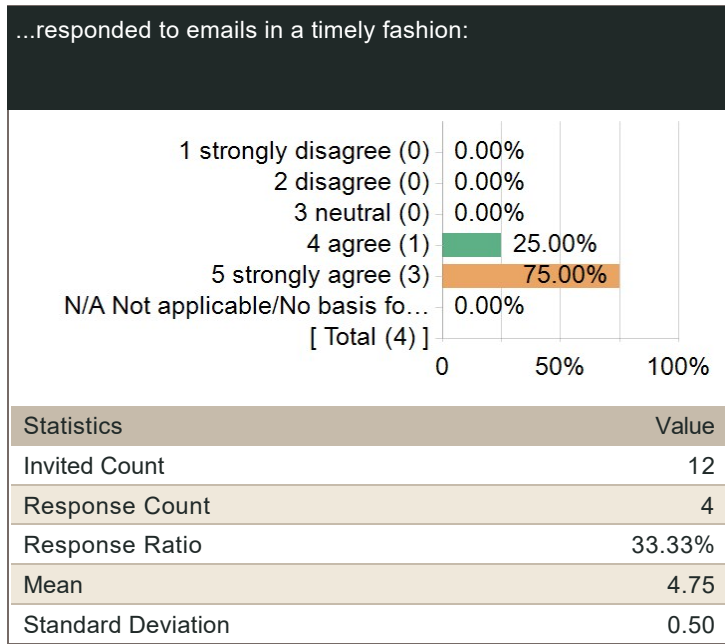 ...responded to emails in a timely fashion:
1 strongly disagree (0) 0.00%
2 disagree (0) 0.00%
3 neutral (0) 0.00%
4 agree (1) 25.00%
5 strongly agree (3) 75.00%
N/A Not applicable/No basis fo... 0.00%
[ Total (4) ]
0 50% 100%
Statistics Value
Invited Count 12
Response Count 4
Response Ratio 33.33%
Mean 4.75
Standard Deviation 0.50